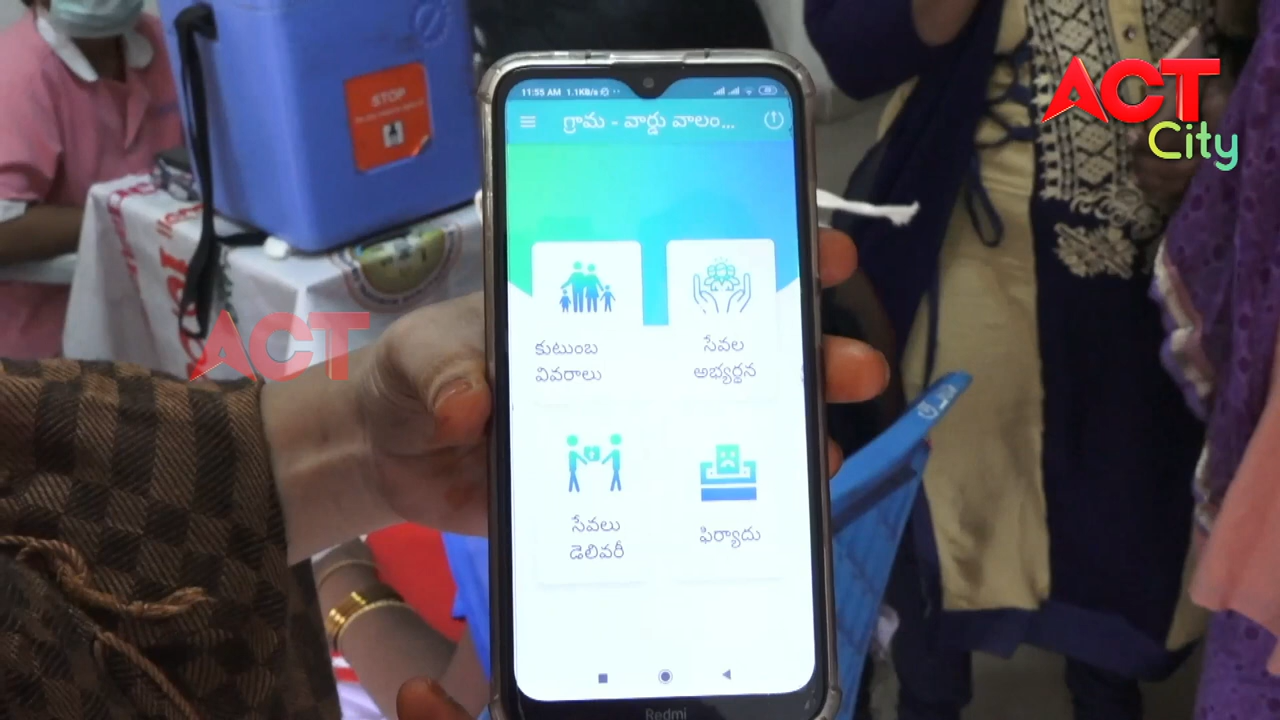 ACT
City
STOP
11:55 AM 1.1KB/s
గ్రామ - వార్డు వాలం...
కుటుంబ
వివరాలు
సేవల
అభ్యర్థన
ACT
సేవలు
డెలివరీ
ఫిర్యాదు
Redmi